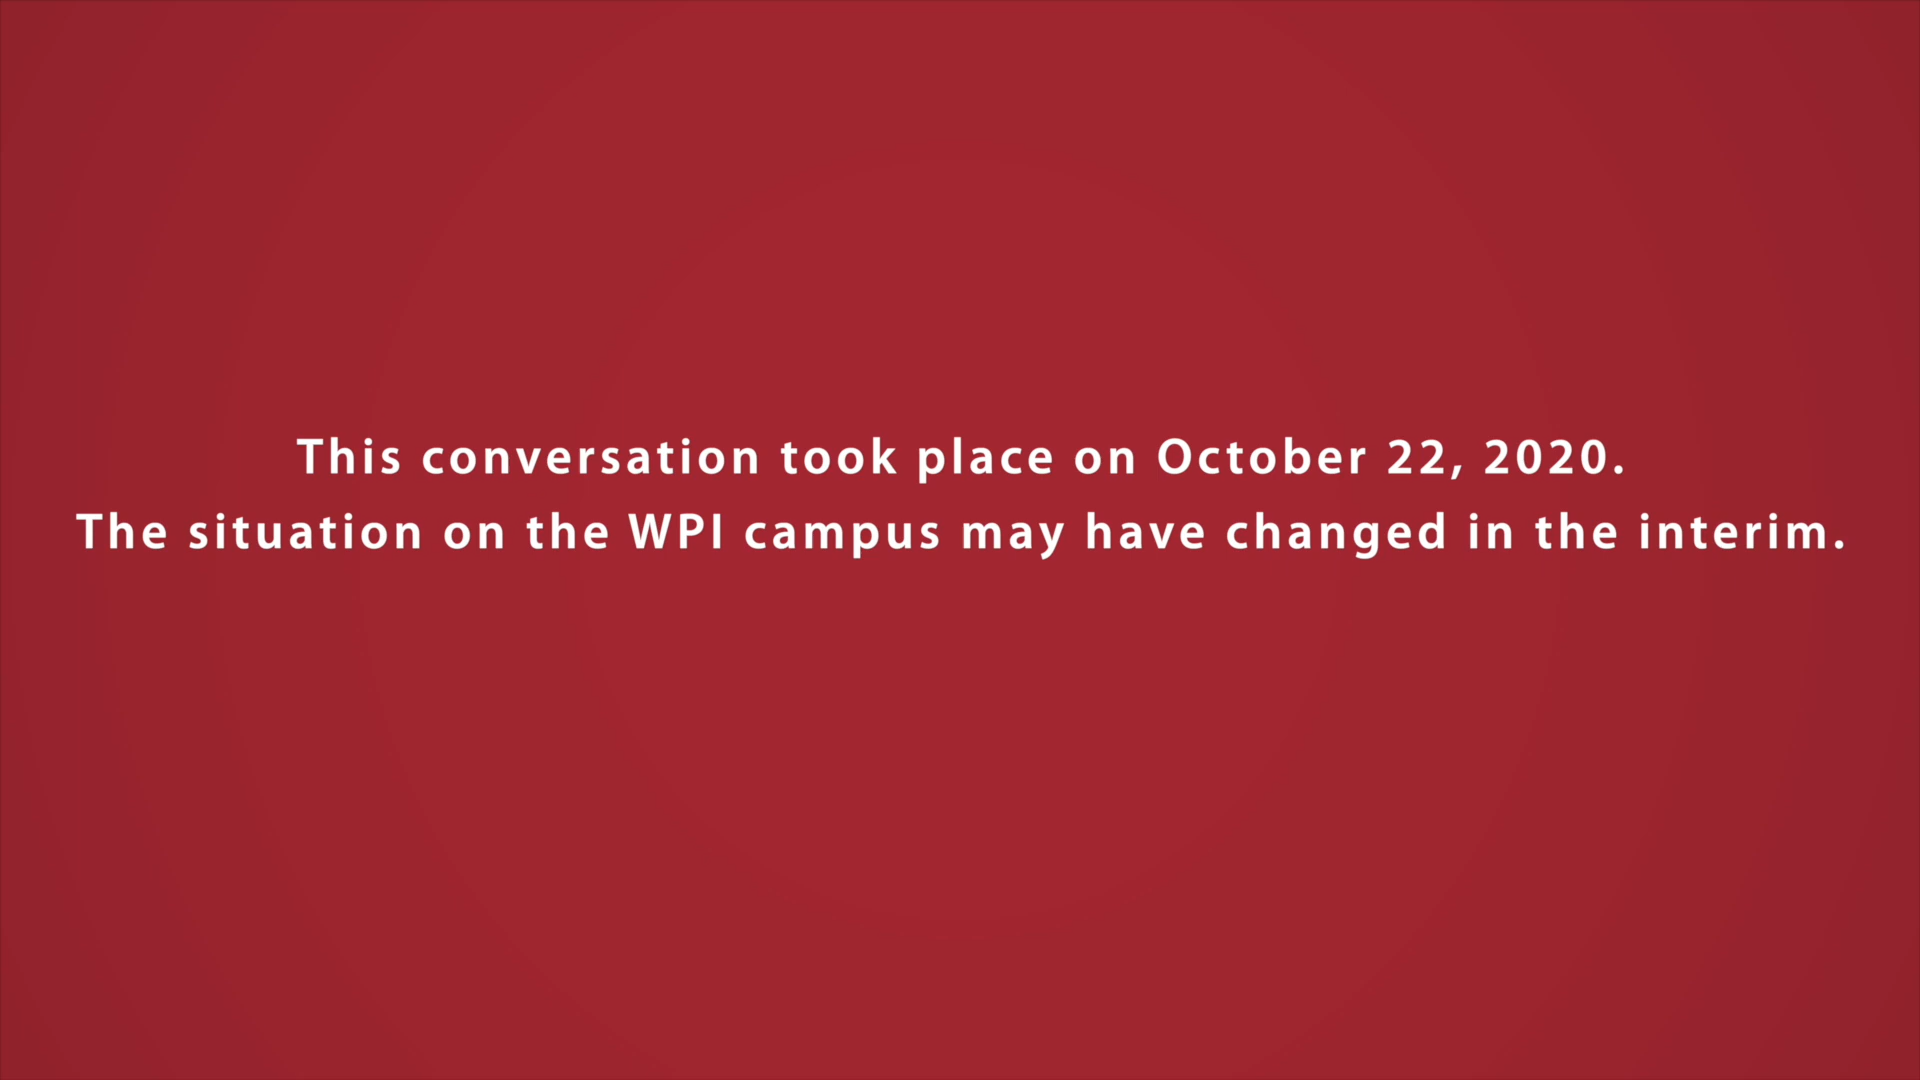 This conversation took place on October 22, 2020.
The situation on the WPI campus may have changed in the interim.